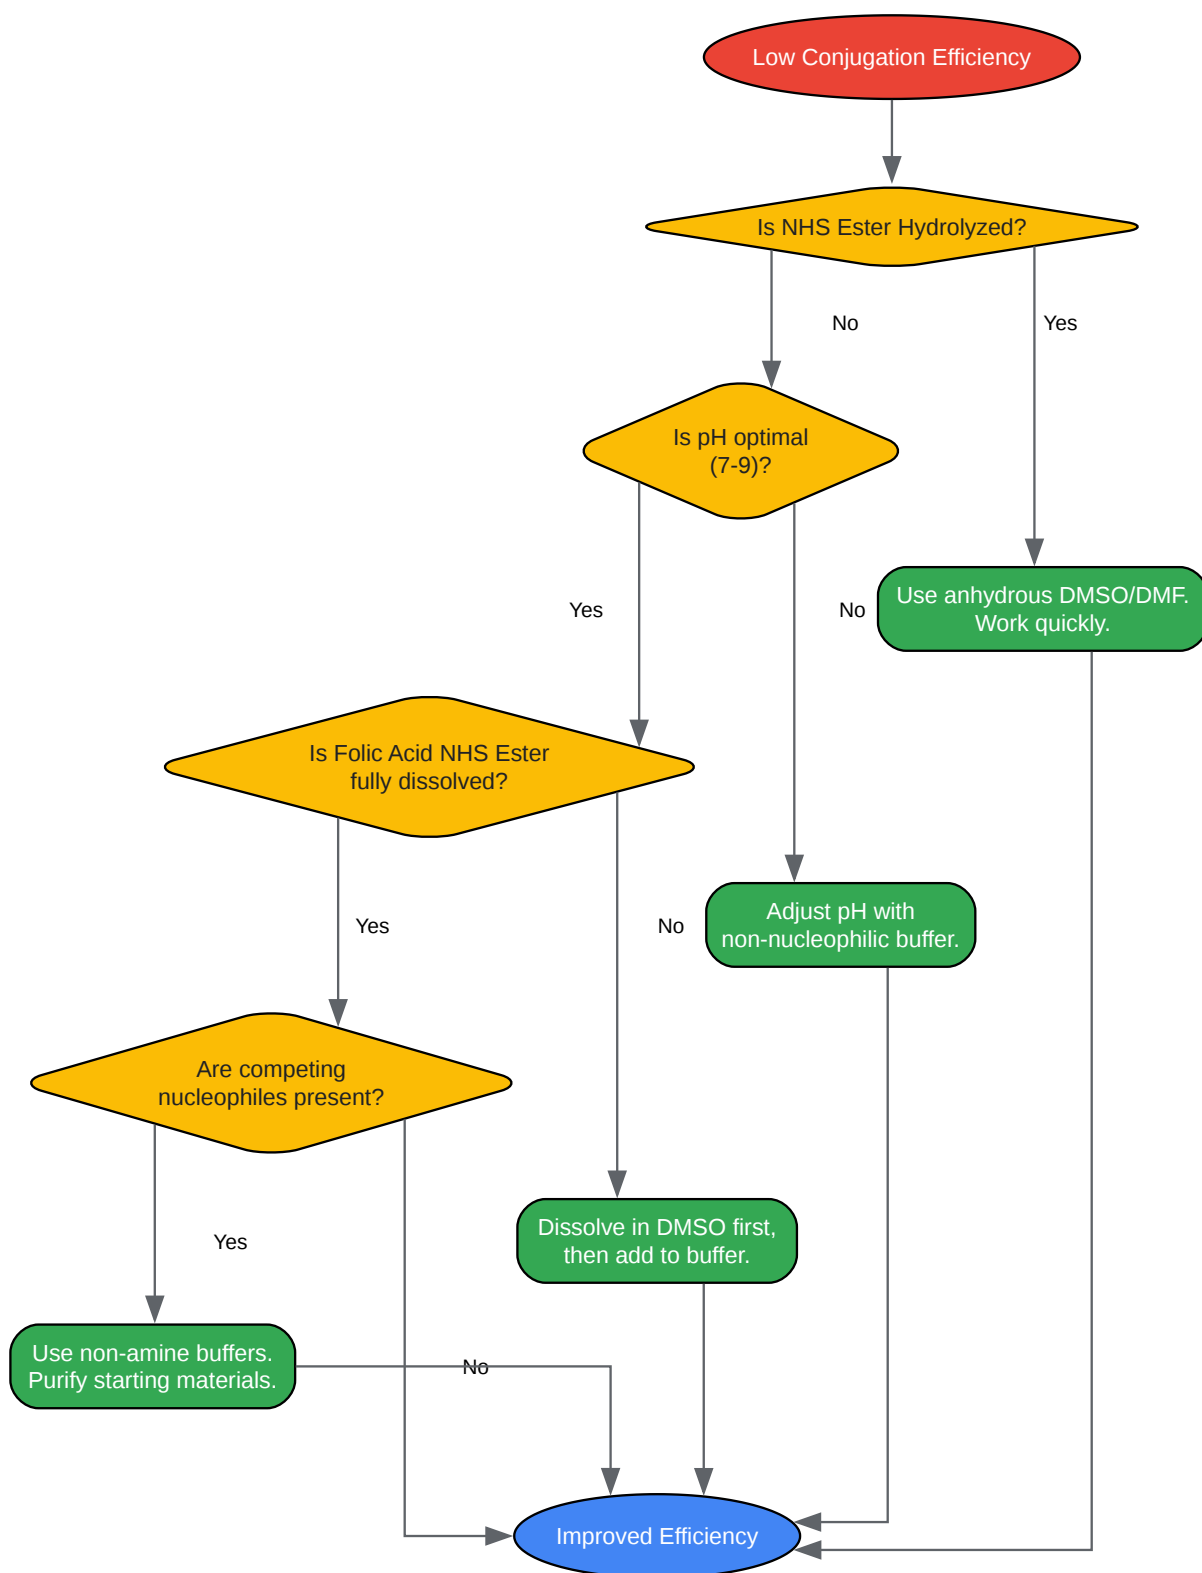 Low Conjugation Efficiency
Is NHS Ester Hydrolyzed?
No
Yes
Is pH optimal
(7-9)?
Yes
No
Use anhydrous DMSO/DMF.
Work quickly.
Is Folic Acid NHS Ester
fully dissolved?
Yes
No
Adjust pH with
non-nucleophilic buffer.
Are competing
nucleophiles present?
Yes
Dissolve in DMSO first,
then add to buffer.
Use non-amine buffers.
Purify starting materials.
No
Improved Efficiency